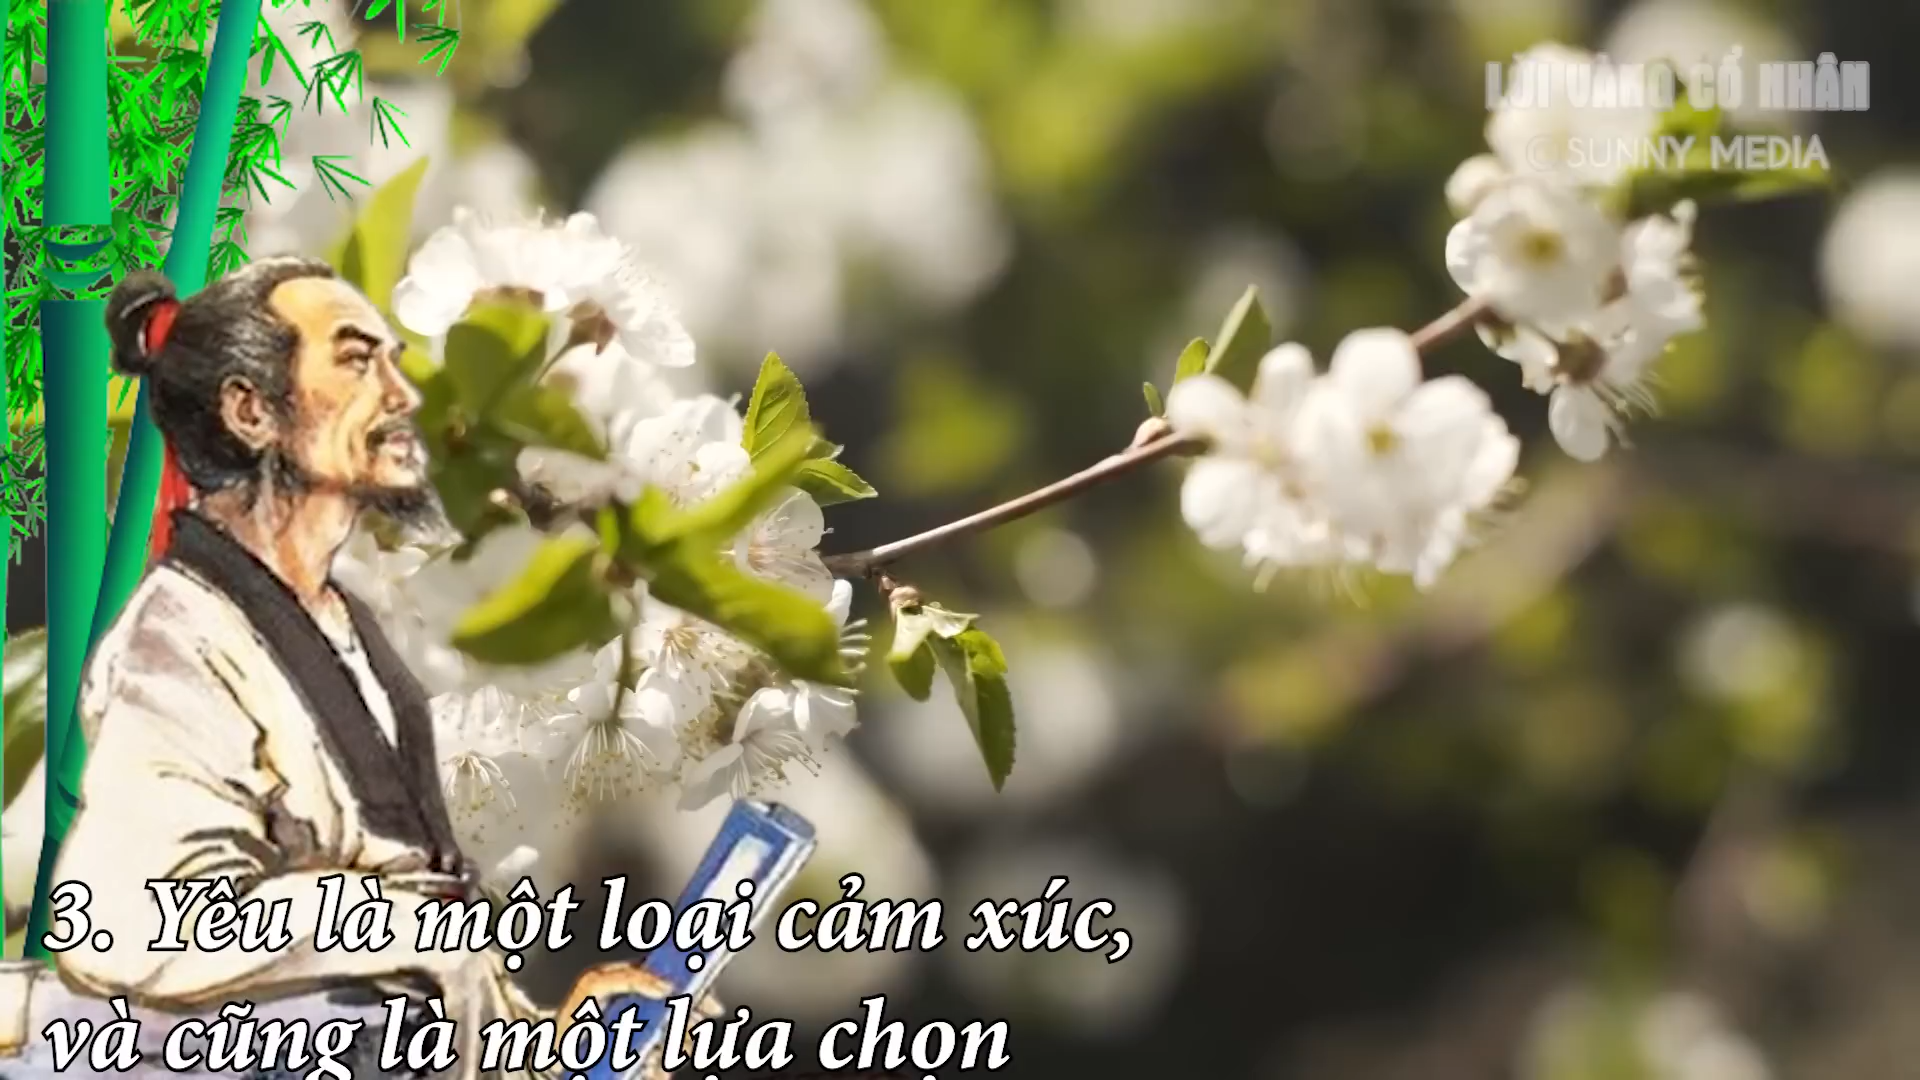 LỜI VÀNG CỔ NHÂN
© SUNNY MEDIA
3. Yêu là một loại cảm xúc,
và cũng là một lựa chọn